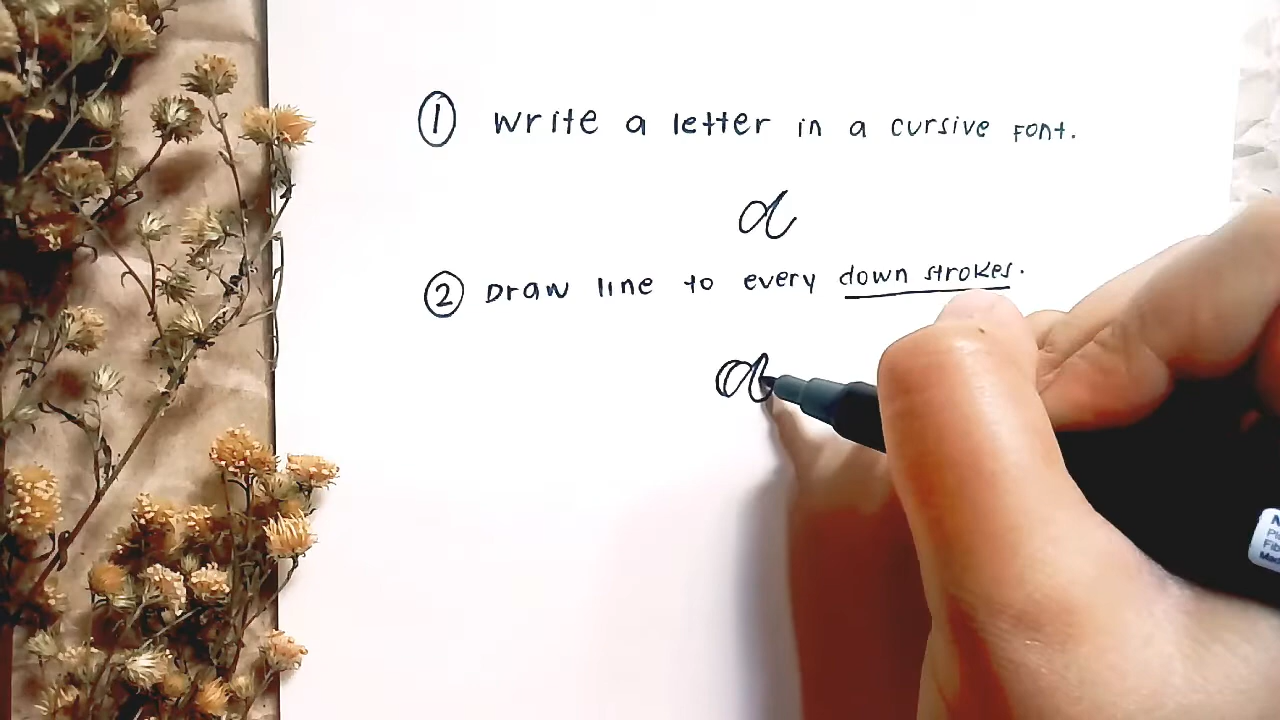 ① Write a letter in a cursive font.
a
② Draw line to every down strokes.
a